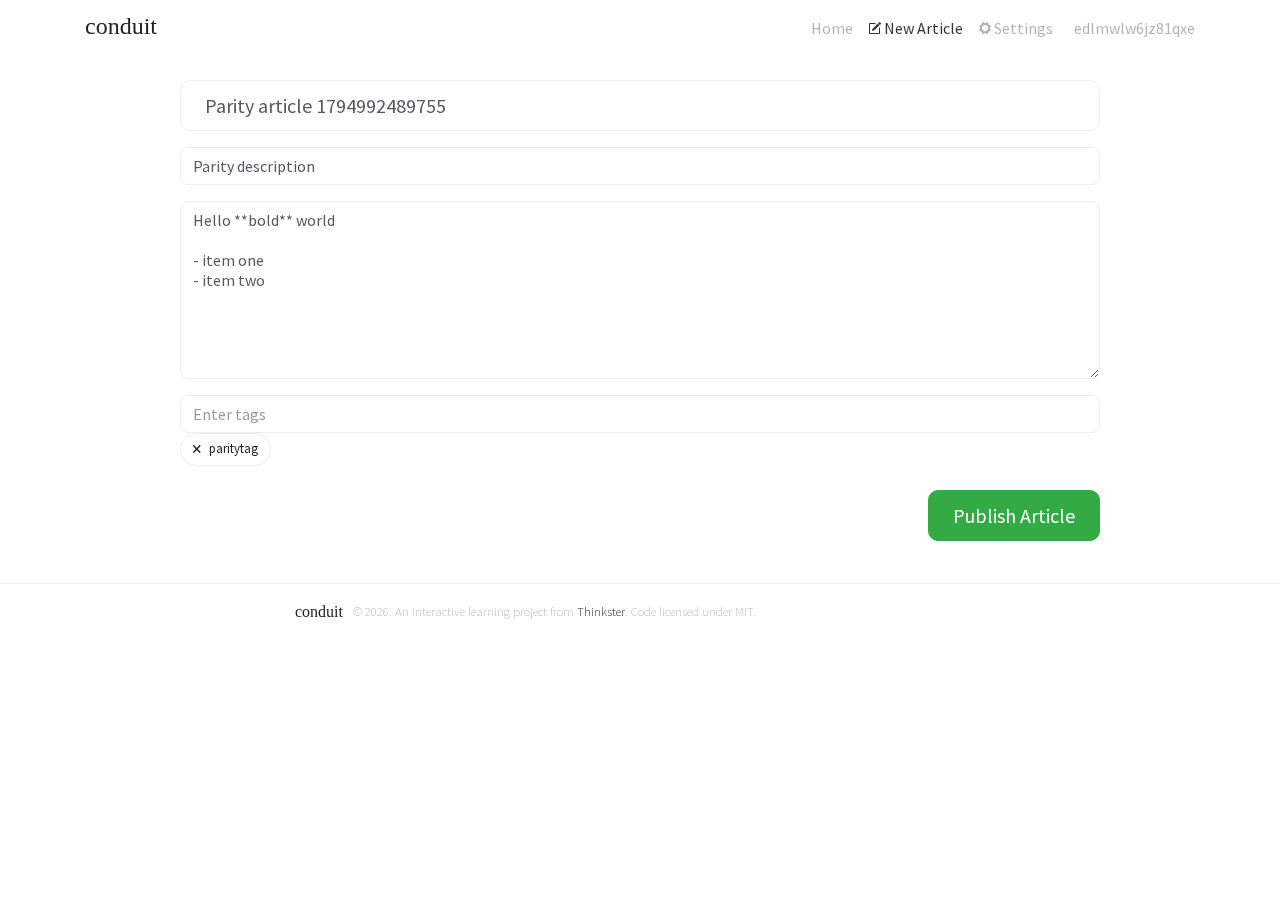 conduit
Home New Article Settings edlmwlw6jz81qxe
Parity article 1794992489755
Parity description
Hello **bold** world
- item one
- item two
Enter tags
× paritytag
Publish Article
conduit © 2026. An interactive learning project from Thinkster. Code licensed under MIT.